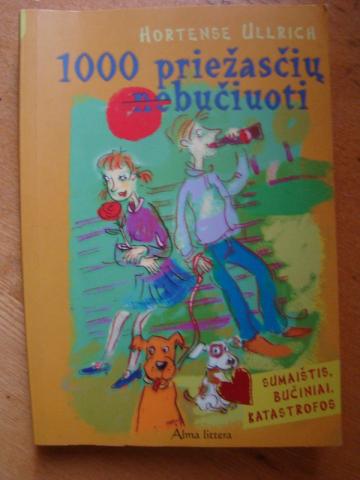 HORTENSE ULLRICH
1000 priežasčių
nebučiuoti
SUMAIŠTIS,
BUČINIAI,
KATASTROFOS
Alma littera